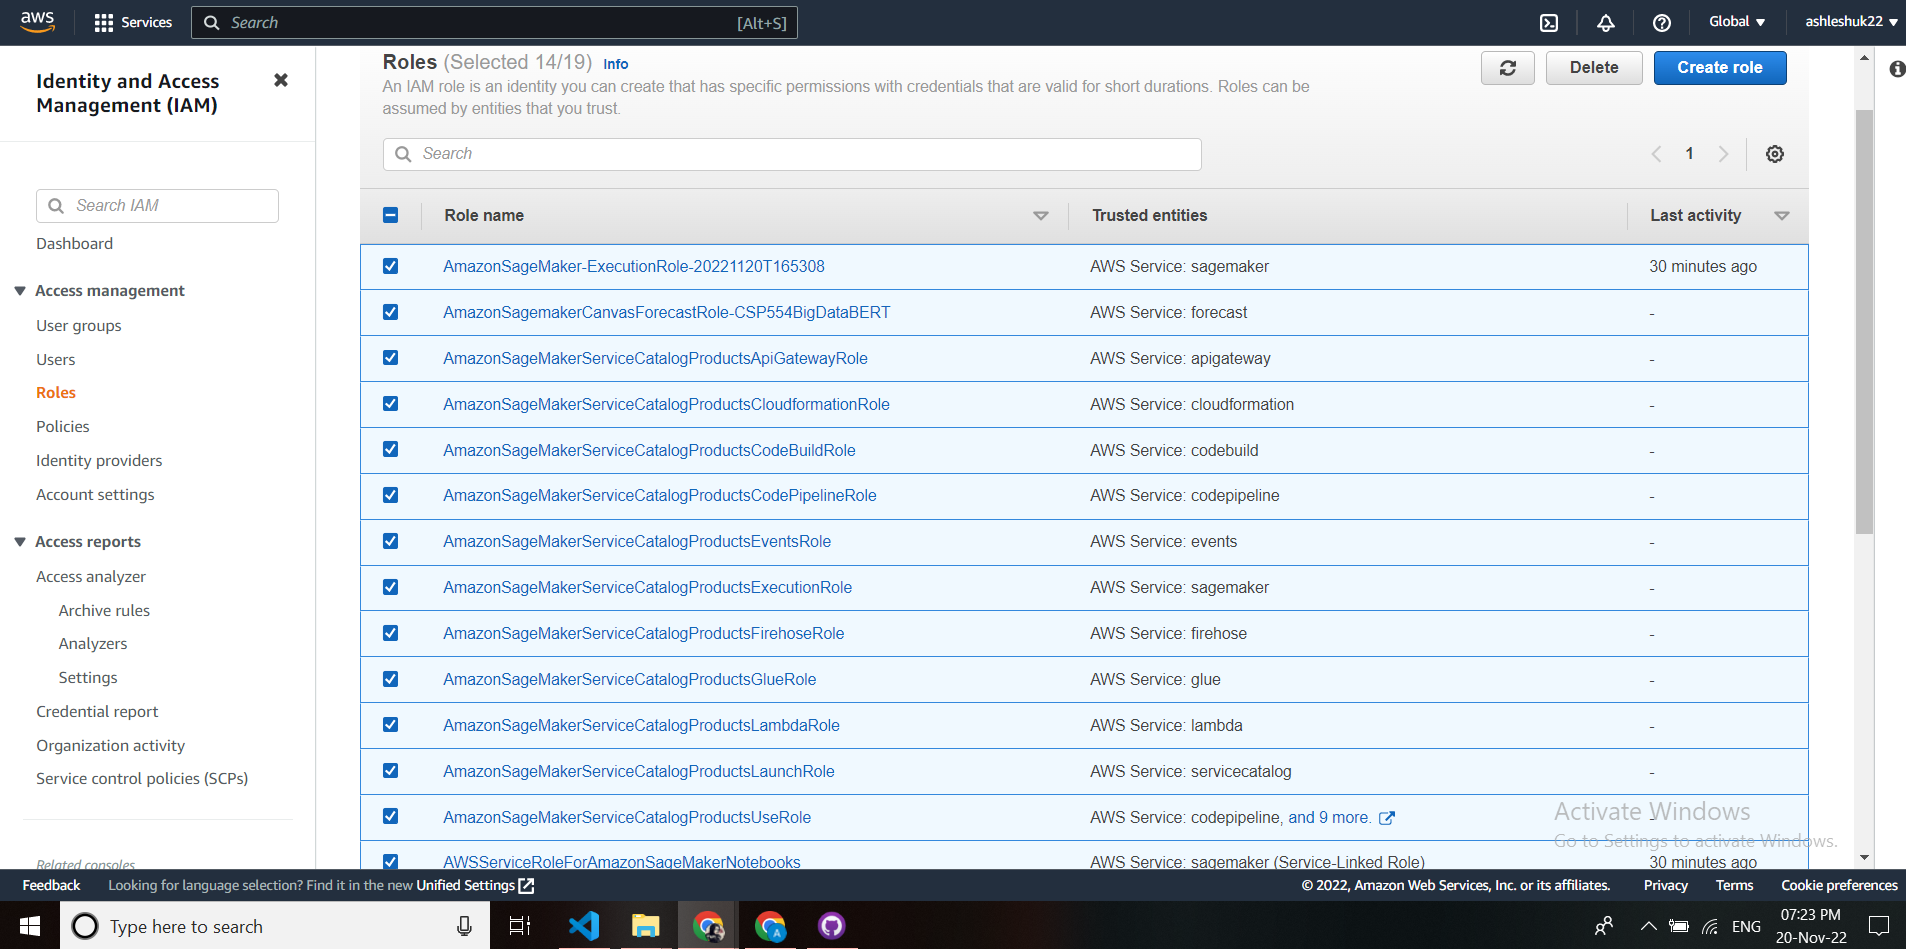 aws
Services
Search
[Alt+S]
Global
ashleshuk22
Identity and Access
Management (IAM)
Search IAM
Dashboard
Access management
User groups
Users
Roles
Policies
Identity providers
Account settings
Access reports
Access analyzer
Archive rules
Analyzers
Settings
Credential report
Organization activity
Service control policies (SCPs)
Related consoles
Roles (Selected 14/19) Info
An IAM role is an identity you can create that has specific permissions with credentials that are valid for short durations. Roles can be
assumed by entities that you trust.
Delete
Create role
Search
1
Role name Trusted entities Last activity
AmazonSageMaker-ExecutionRole-20221120T165308 AWS Service: sagemaker 30 minutes ago
AmazonSagemakerCanvasForecastRole-CSP554BigDataBERT AWS Service: forecast -
AmazonSageMakerServiceCatalogProductsApiGatewayRole AWS Service: apigateway -
AmazonSageMakerServiceCatalogProductsCloudformationRole AWS Service: cloudformation -
AmazonSageMakerServiceCatalogProductsCodeBuildRole AWS Service: codebuild -
AmazonSageMakerServiceCatalogProductsCodePipelineRole AWS Service: codepipeline -
AmazonSageMakerServiceCatalogProductsEventsRole AWS Service: events -
AmazonSageMakerServiceCatalogProductsExecutionRole AWS Service: sagemaker -
AmazonSageMakerServiceCatalogProductsFirehoseRole AWS Service: firehose -
AmazonSageMakerServiceCatalogProductsGlueRole AWS Service: glue -
AmazonSageMakerServiceCatalogProductsLambdaRole AWS Service: lambda -
AmazonSageMakerServiceCatalogProductsLaunchRole AWS Service: servicecatalog -
AmazonSageMakerServiceCatalogProductsUseRole AWS Service: codepipeline, and 9 more. -
AWSServiceRoleForAmazonSageMakerNotebooks AWS Service: sagemaker (Service-Linked Role) 30 minutes ago
Activate Windows
Go to Settings to activate Windows.
Feedback
Looking for language selection? Find it in the new Unified Settings
© 2022, Amazon Web Services, Inc. or its affiliates.
Privacy
Terms
Cookie preferences
Type here to search
ENG
07:23 PM
20-Nov-22